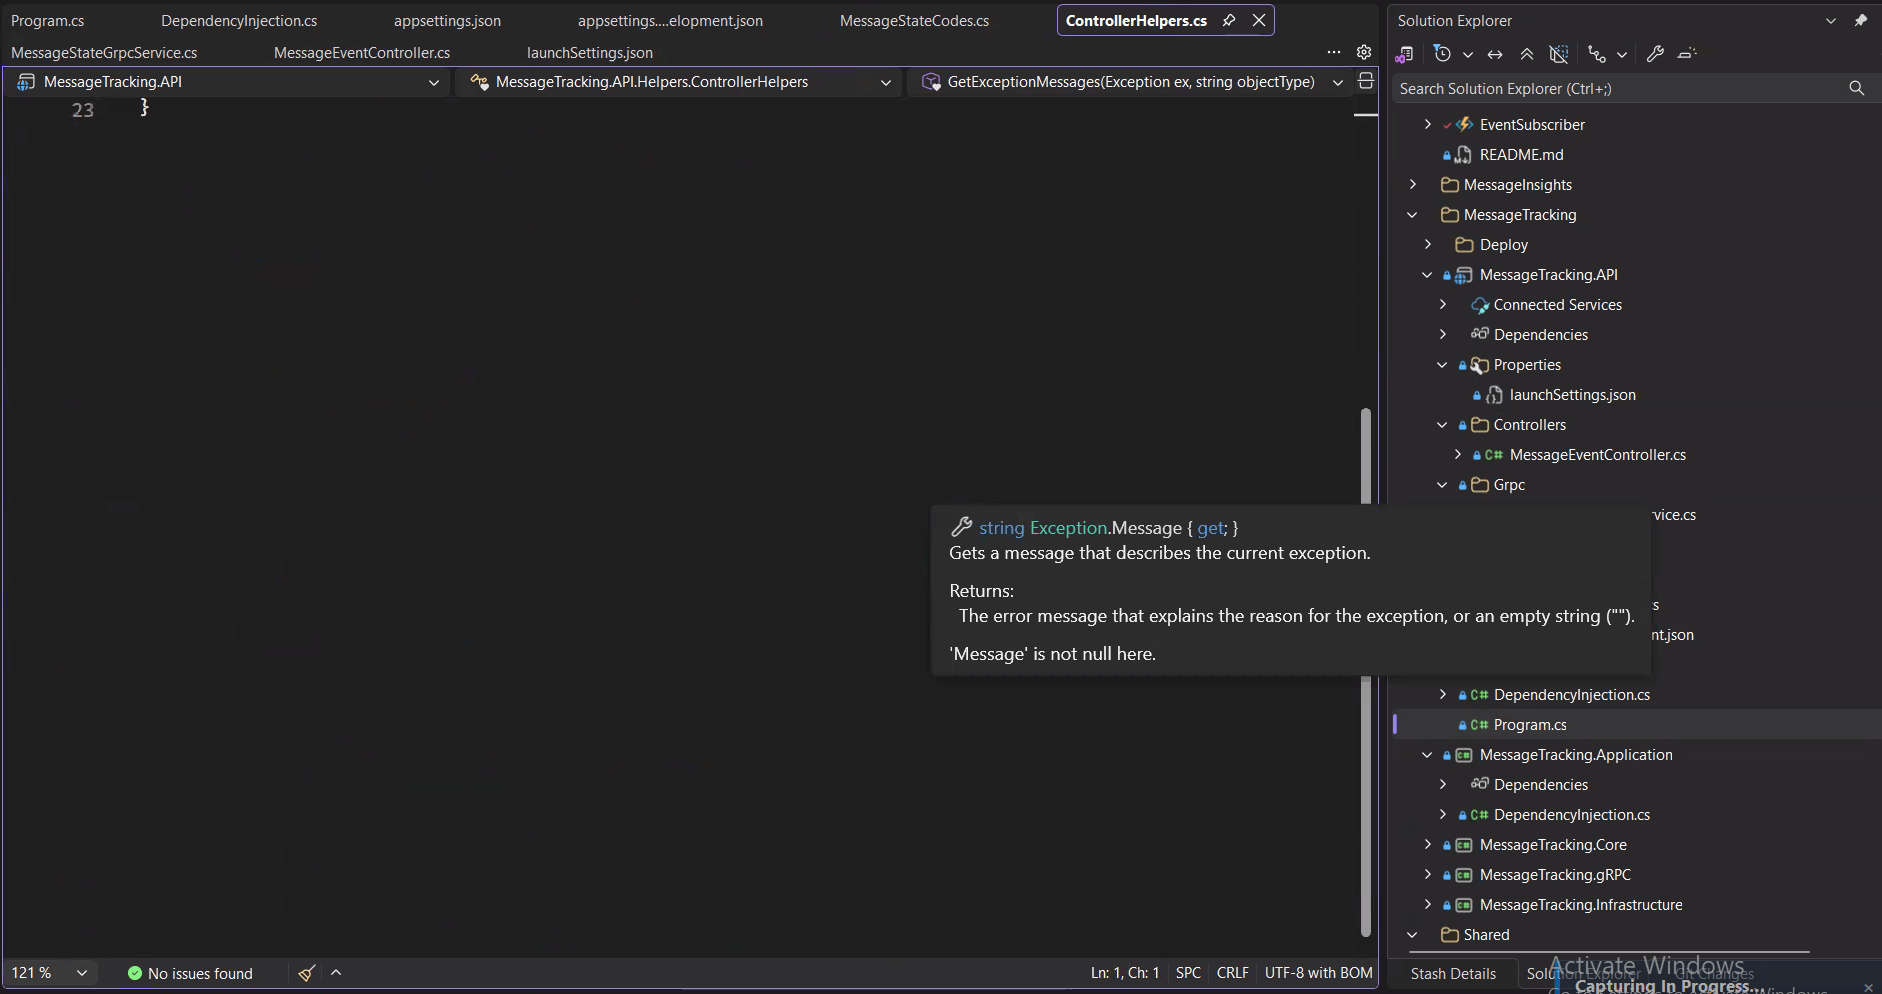 Program.cs DependencyInjection.cs appsettings.json appsettings....elopment.json MessageStateCodes.cs ControllerHelpers.cs
MessageStateGrpcService.cs MessageEventController.cs launchSettings.json
MessageTracking.API MessageTracking.API.Helpers.ControllerHelpers GetExceptionMessages(Exception ex, string objectType)
23 }
string Exception.Message { get; }
Gets a message that describes the current exception.
Returns:
The error message that explains the reason for the exception, or an empty string ("").
'Message' is not null here.
121 % No issues found Ln: 1, Ch: 1 SPC CRLF UTF-8 with BOM
Solution Explorer
Search Solution Explorer (Ctrl+;)
EventSubscriber
README.md
MessageInsights
MessageTracking
Deploy
MessageTracking.API
Connected Services
Dependencies
Properties
launchSettings.json
Controllers
C# MessageEventController.cs
Grpc
vice.cs
s
nt.json
C# DependencyInjection.cs
C# Program.cs
C# MessageTracking.Application
Dependencies
C# DependencyInjection.cs
C# MessageTracking.Core
C# MessageTracking.gRPC
C# MessageTracking.Infrastructure
Shared
Stash Details Solution Explorer Git Changes
Activate Windows
Capturing In Progress...